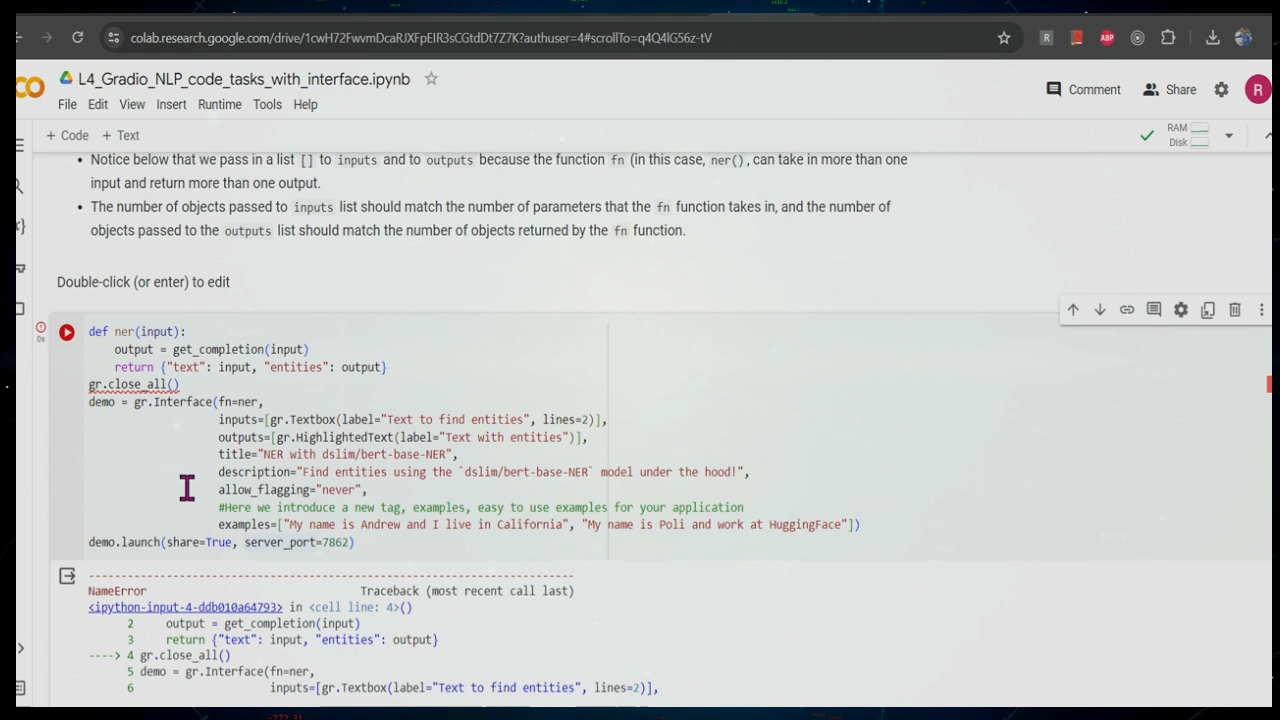 colab.research.google.com/drive/1cwH72FwvmDcaRJXFpEIR3sCGtdDt7Z7K?authuser=4#scrollTo=q4Q4lG56z-tV
R
ABP
L4_Gradio_NLP_code_tasks_with_interface.ipynb
File Edit View Insert Runtime Tools Help
Comment Share R
+ Code + Text
RAM
Disk
• Notice below that we pass in a list [] to inputs and to outputs because the function fn (in this case, ner(), can take in more than one
input and return more than one output.
• The number of objects passed to inputs list should match the number of parameters that the fn function takes in, and the number of
objects passed to the outputs list should match the number of objects returned by the fn function.
Double-click (or enter) to edit
0s
def ner(input):
output = get_completion(input)
return {"text": input, "entities": output}
gr.close_all()
demo = gr.Interface(fn=ner,
inputs=[gr.Textbox(label="Text to find entities", lines=2)],
outputs=[gr.HighlightedText(label="Text with entities")],
title="NER with dslim/bert-base-NER",
description="Find entities using the `dslim/bert-base-NER` model under the hood!",
allow_flagging="never",
#Here we introduce a new tag, examples, easy to use examples for your application
examples=["My name is Andrew and I live in California", "My name is Poli and work at HuggingFace"])
demo.launch(share=True, server_port=7862)
---------------------------------------------------------------------------
NameError Traceback (most recent call last)
<ipython-input-4-ddb010a64793> in <cell line: 4>()
2 output = get_completion(input)
3 return {"text": input, "entities": output}
----> 4 gr.close_all()
5 demo = gr.Interface(fn=ner,
6 inputs=[gr.Textbox(label="Text to find entities", lines=2)],